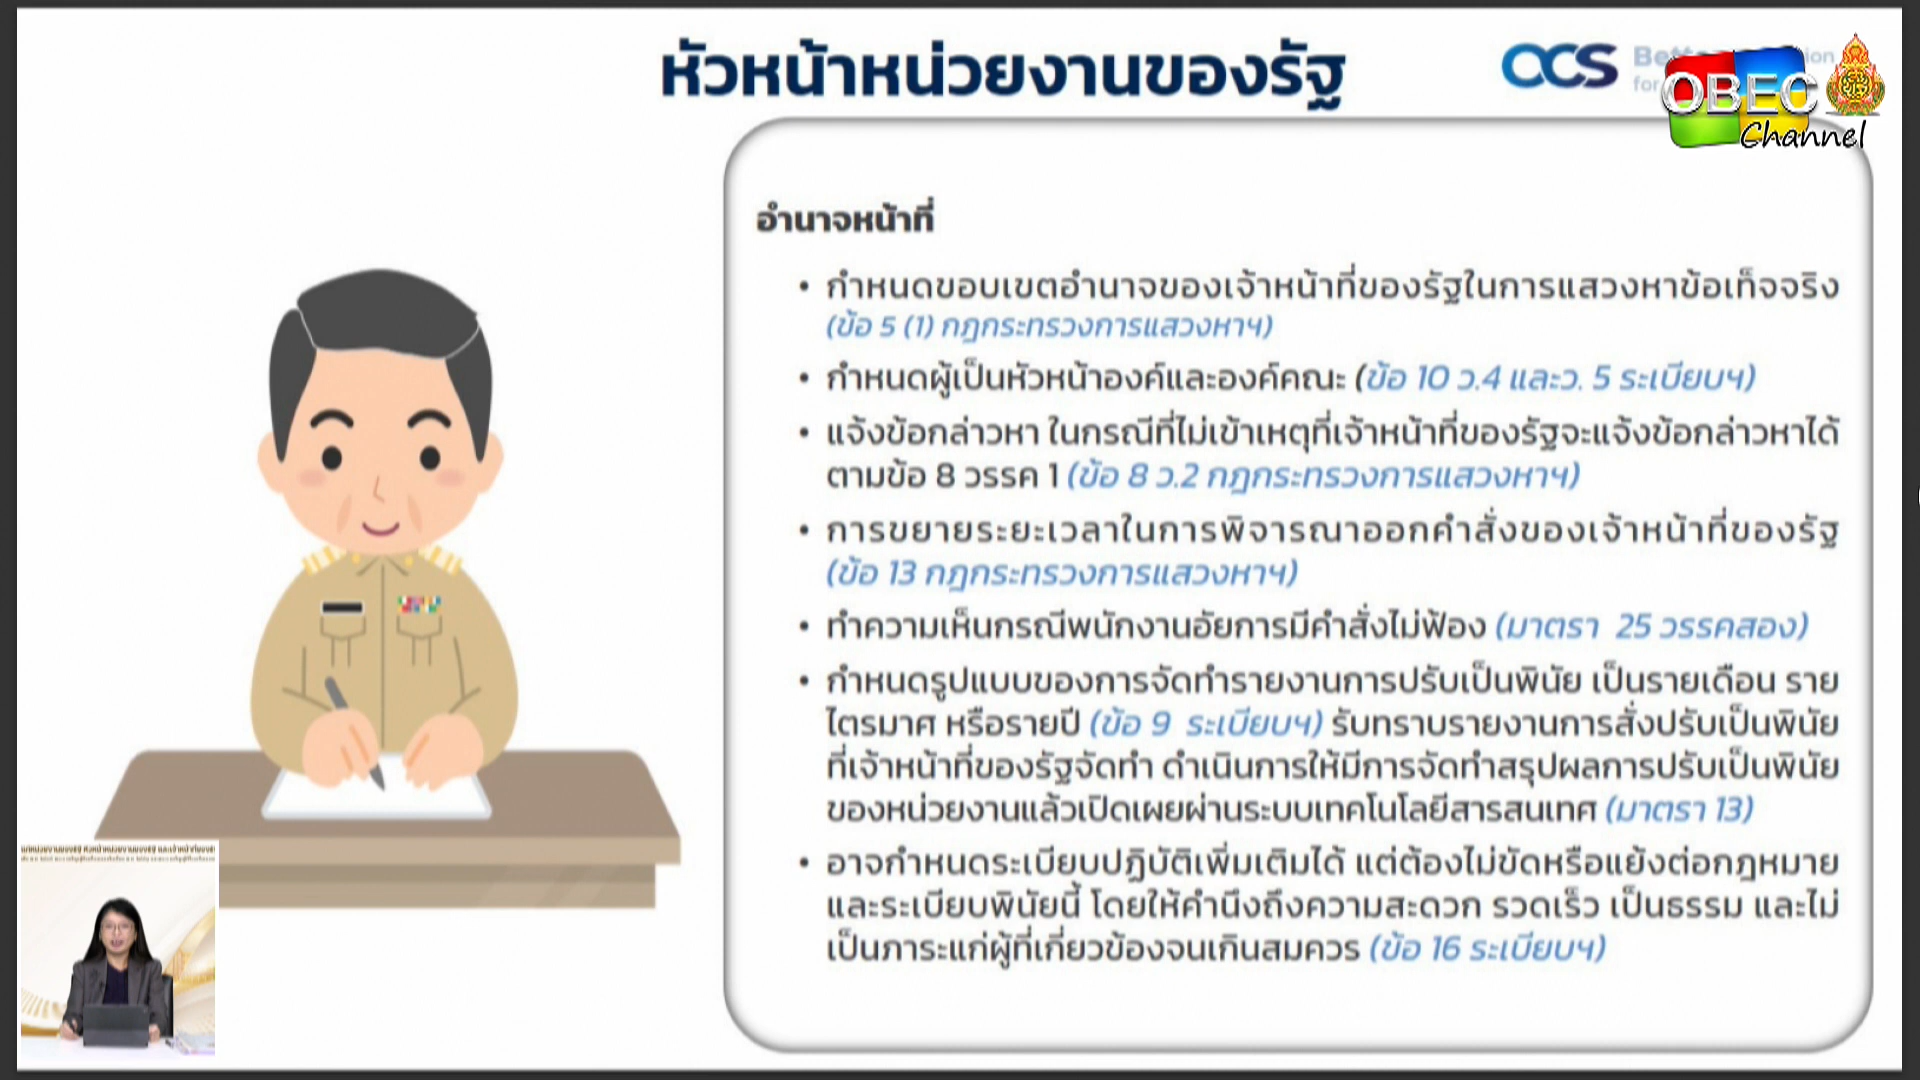 หัวหน้าหน่วยงานของรัฐ
OCS
OBEC
Channel
อำนาจหน้าที่
• กำหนดขอบเขตอำนาจของเจ้าหน้าที่ของรัฐในการแสวงหาข้อเท็จจริง
(ข้อ 5 (1) กฎกระทรวงการแสวงหาฯ)
• กำหนดผู้เป็นหัวหน้าองค์และองค์คณะ (ข้อ 10 ว.4 และว. 5 ระเบียบฯ)
• แจ้งข้อกล่าวหา ในกรณีที่ไม่เข้าเหตุที่เจ้าหน้าที่ของรัฐจะแจ้งข้อกล่าวหาได้
ตามข้อ 8 วรรค 1 (ข้อ 8 ว.2 กฎกระทรวงการแสวงหาฯ)
• การขยายระยะเวลาในการพิจารณาออกคำสั่งของเจ้าหน้าที่ของรัฐ
(ข้อ 13 กฎกระทรวงการแสวงหาฯ)
• ทำความเห็นกรณีพนักงานอัยการมีคำสั่งไม่ฟ้อง (มาตรา 25 วรรคสอง)
• กำหนดรูปแบบของการจัดทำรายงานการปรับเป็นพินัย เป็นรายเดือน ราย
ไตรมาศ หรือรายปี (ข้อ 9 ระเบียบฯ) รับทราบรายงานการสั่งปรับเป็นพินัย
ที่เจ้าหน้าที่ของรัฐจัดทำ ดำเนินการให้มีการจัดทำสรุปผลการปรับเป็นพินัย
ของหน่วยงานแล้วเปิดเผยผ่านระบบเทคโนโลยีสารสนเทศ (มาตรา 13)
• อาจกำหนดระเบียบปฏิบัติเพิ่มเติมได้ แต่ต้องไม่ขัดหรือแย้งต่อกฎหมาย
และระเบียบพินัยนี้ โดยให้คำนึงถึงความสะดวก รวดเร็ว เป็นธรรม และไม่
เป็นภาระแก่ผู้ที่เกี่ยวข้องจนเกินสมควร (ข้อ 16 ระเบียบฯ)